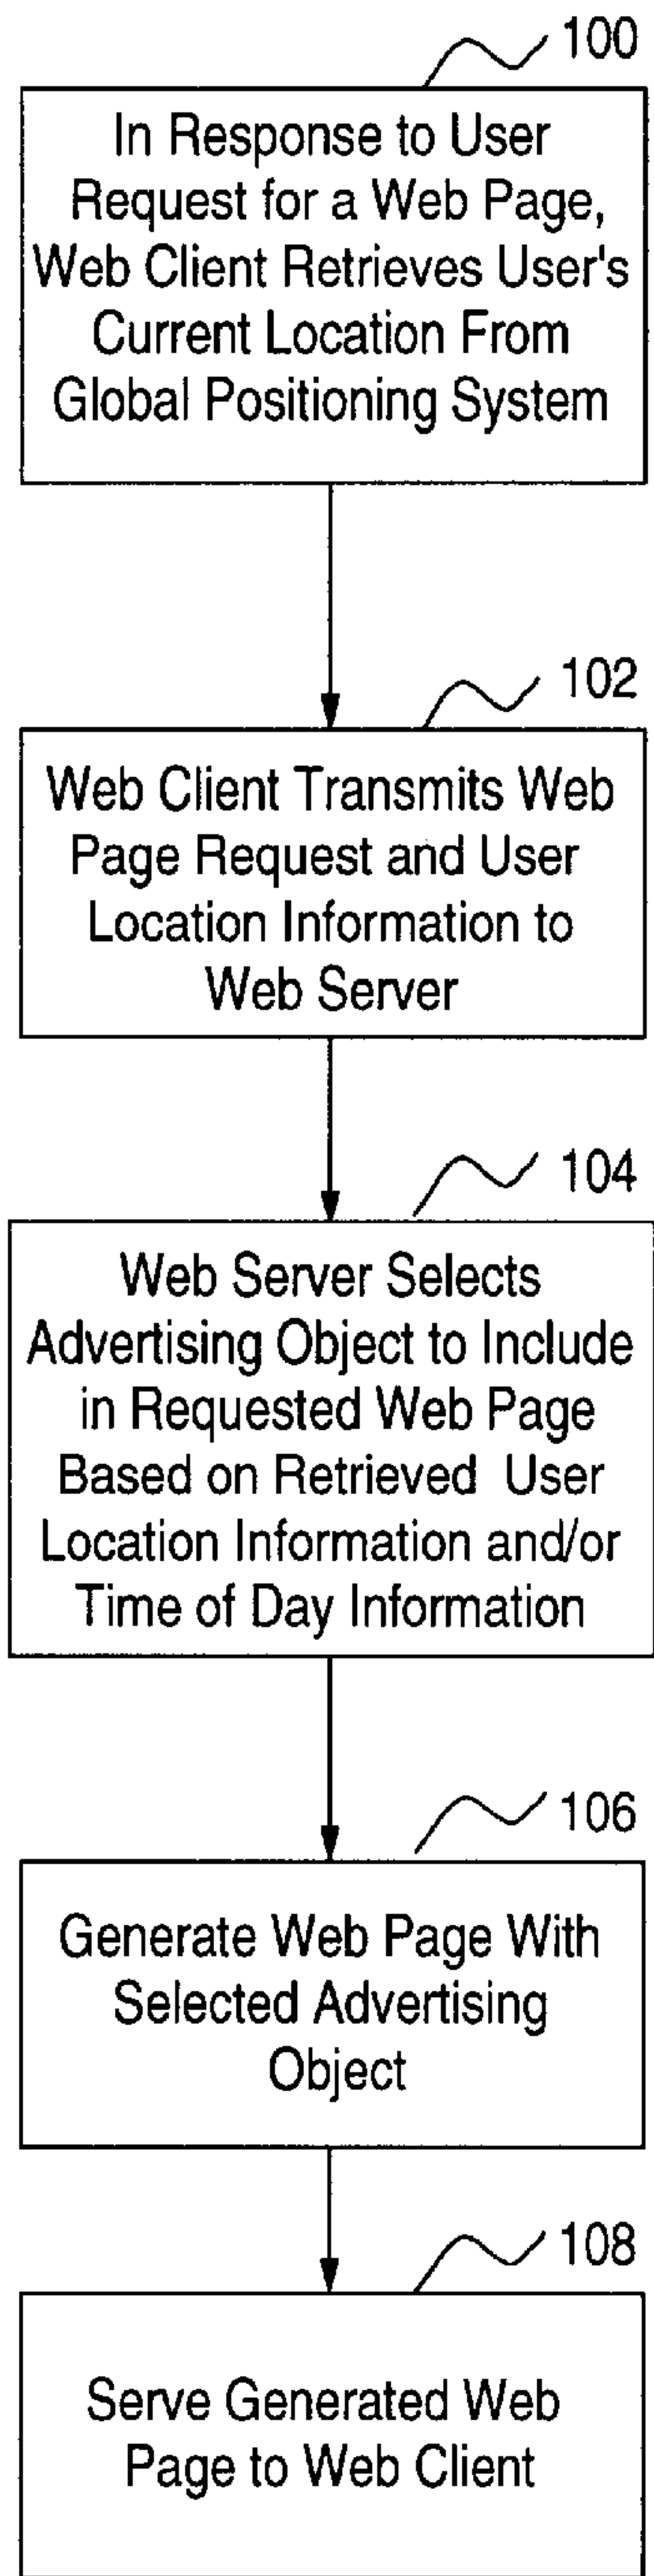 100
In Response to User
Request for a Web Page,
Web Client Retrieves User's
Current Location From
Global Positioning System
102
Web Client Transmits Web
Page Request and User
Location Information to
Web Server
104
Web Server Selects
Advertising Object to Include
in Requested Web Page
Based on Retrieved User
Location Information and/or
Time of Day Information
106
Generate Web Page With
Selected Advertising
Object
108
Serve Generated Web
Page to Web Client